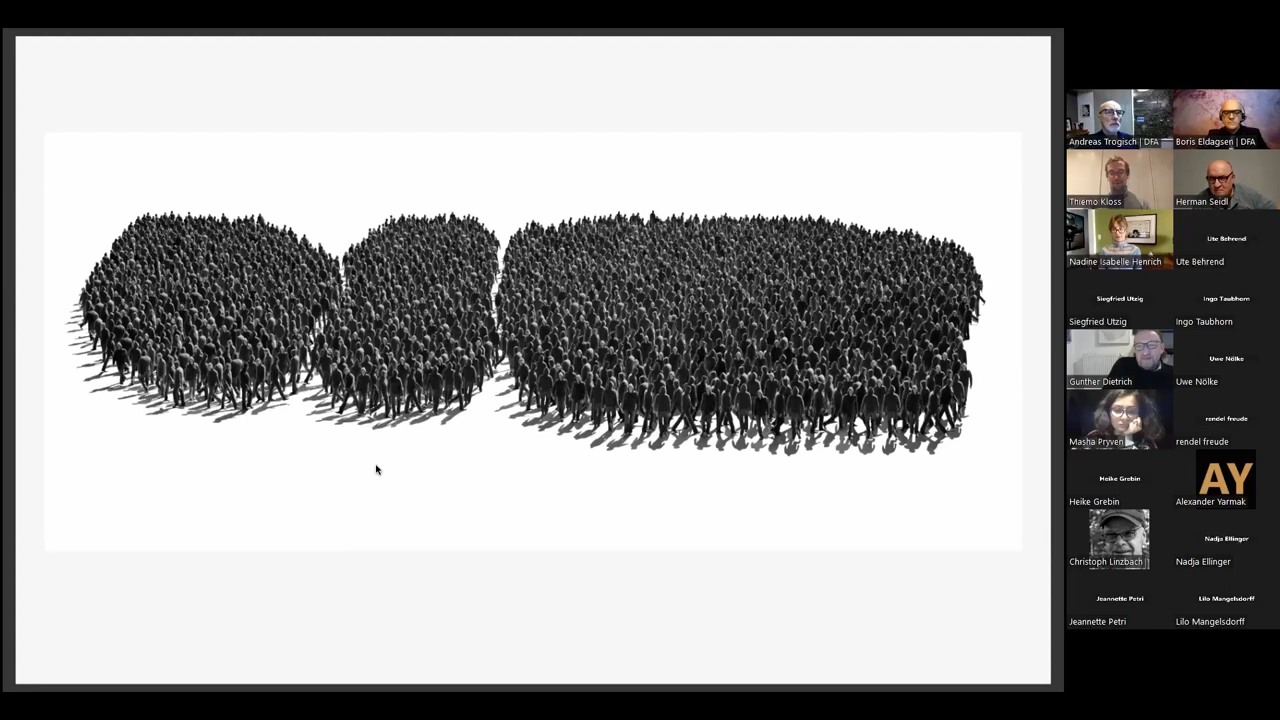 Andreas Trogisch | DFA
Boris Eldagsen | DFA
Thiemo Kloss
Herman Seidl
Nadine Isabelle Henrich
Ute Behrend
Ute Behrend
Siegfried Utzig
Siegfried Utzig
Ingo Taubhorn
Ingo Taubhorn
Gunther Dietrich
Uwe Nölke
Uwe Nölke
Masha Pryven
rendel freude
rendel freude
Heike Grebin
Heike Grebin
AY
Alexander Yarmak
Christoph Linzbach
Nadja Ellinger
Nadja Ellinger
Jeannette Petri
Jeannette Petri
Lilo Mangelsdorff
Lilo Mangelsdorff